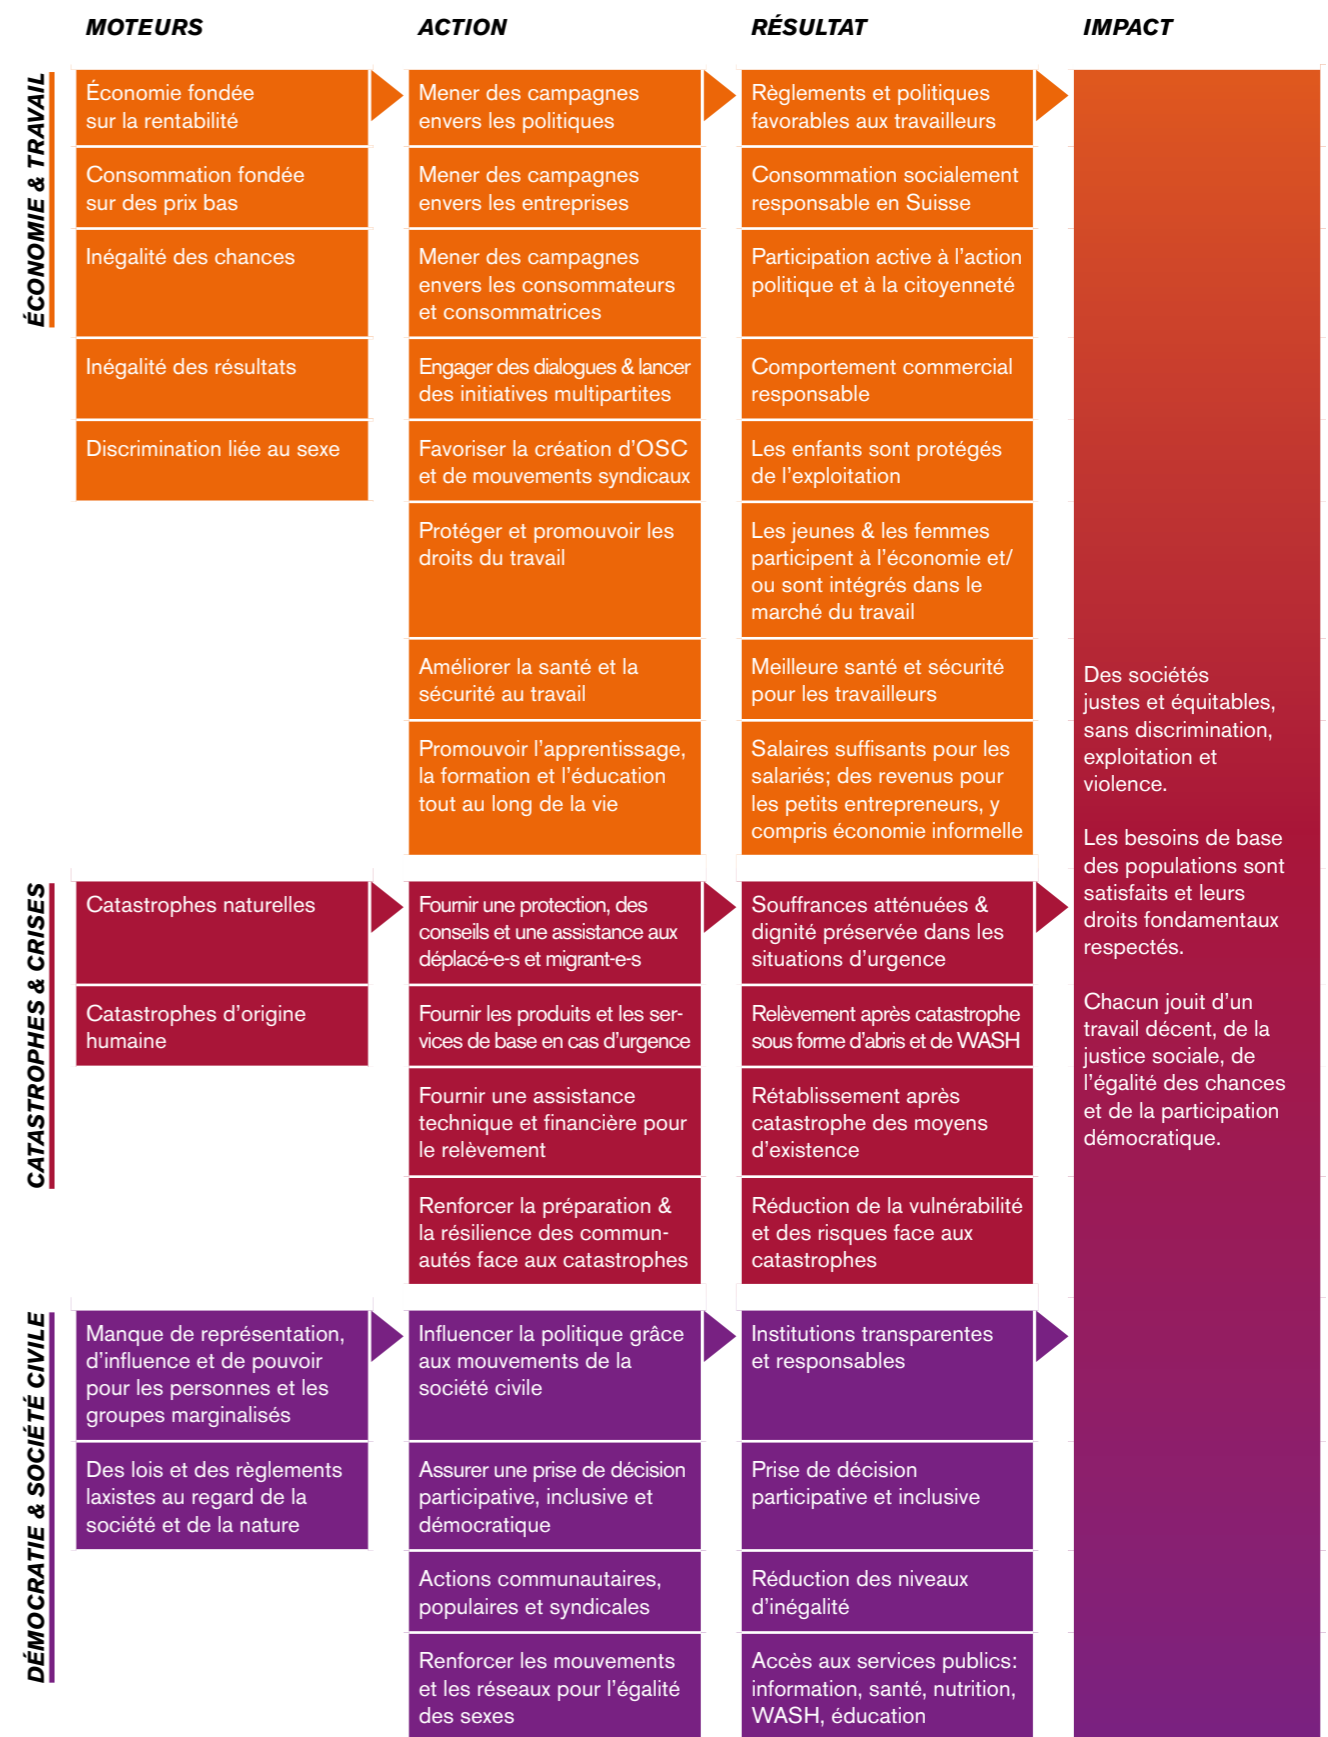 MOTEURS
ACTION
RÉSULTAT
IMPACT
ÉCONOMIE & TRAVAIL
Économie fondée
sur la rentabilité
Mener des campagnes
envers les politiques
Règlements et politiques
favorables aux travailleurs
Consommation fondée
sur des prix bas
Mener des campagnes
envers les entreprises
Consommation socialement
responsable en Suisse
Inégalité des chances
Mener des campagnes
envers les consommateurs
et consommatrices
Participation active à l'action
politique et à la citoyenneté
Inégalité des résultats
Engager des dialogues & lancer
des initiatives multipartites
Comportement commercial
responsable
Discrimination liée au sexe
Favoriser la création d'OSC
et de mouvements syndicaux
Les enfants sont protégés
de l'exploitation
Protéger et promouvoir les
droits du travail
Les jeunes & les femmes
participent à l'économie et/
ou sont intégrés dans le
marché du travail
Améliorer la santé et la
sécurité au travail
Meilleure santé et sécurité
pour les travailleurs
Promouvoir l'apprentissage,
la formation et l'éducation
tout au long de la vie
Salaires suffisants pour les
salariés; des revenus pour
les petits entrepreneurs, y
compris économie informelle
CATASTROPHES & CRISES
Catastrophes naturelles
Fournir une protection, des
conseils et une assistance aux
déplacé-e-s et migrant-e-s
Souffrances atténuées &
dignité préservée dans les
situations d'urgence
Catastrophes d'origine
humaine
Fournir les produits et les ser-
vices de base en cas d'urgence
Relèvement après catastrophe
sous forme d'abris et de WASH
Fournir une assistance
technique et financière pour
le relèvement
Rétablissement après
catastrophe des moyens
d'existence
Renforcer la préparation &
la résilience des commun-
autés face aux catastrophes
Réduction de la vulnérabilité
et des risques face aux
catastrophes
DÉMOCRATIE & SOCIÉTÉ CIVILE
Manque de représentation,
d'influence et de pouvoir
pour les personnes et les
groupes marginalisés
Influencer la politique grâce
aux mouvements de la
société civile
Institutions transparentes
et responsables
Des lois et des règlements
laxistes au regard de la
société et de la nature
Assurer une prise de décision
participative, inclusive et
démocratique
Prise de décision
participative et inclusive
Actions communautaires,
populaires et syndicales
Réduction des niveaux
d'inégalité
Renforcer les mouvements
et les réseaux pour l'égalité
des sexes
Accès aux services publics:
information, santé, nutrition,
WASH, éducation
Des sociétés
justes et équitables,
sans discrimination,
exploitation et
violence.
Les besoins de base
des populations sont
satisfaits et leurs
droits fondamentaux
respectés.
Chacun jouit d'un
travail décent, de la
justice sociale, de
l'égalité des chances
et de la participation
démocratique.